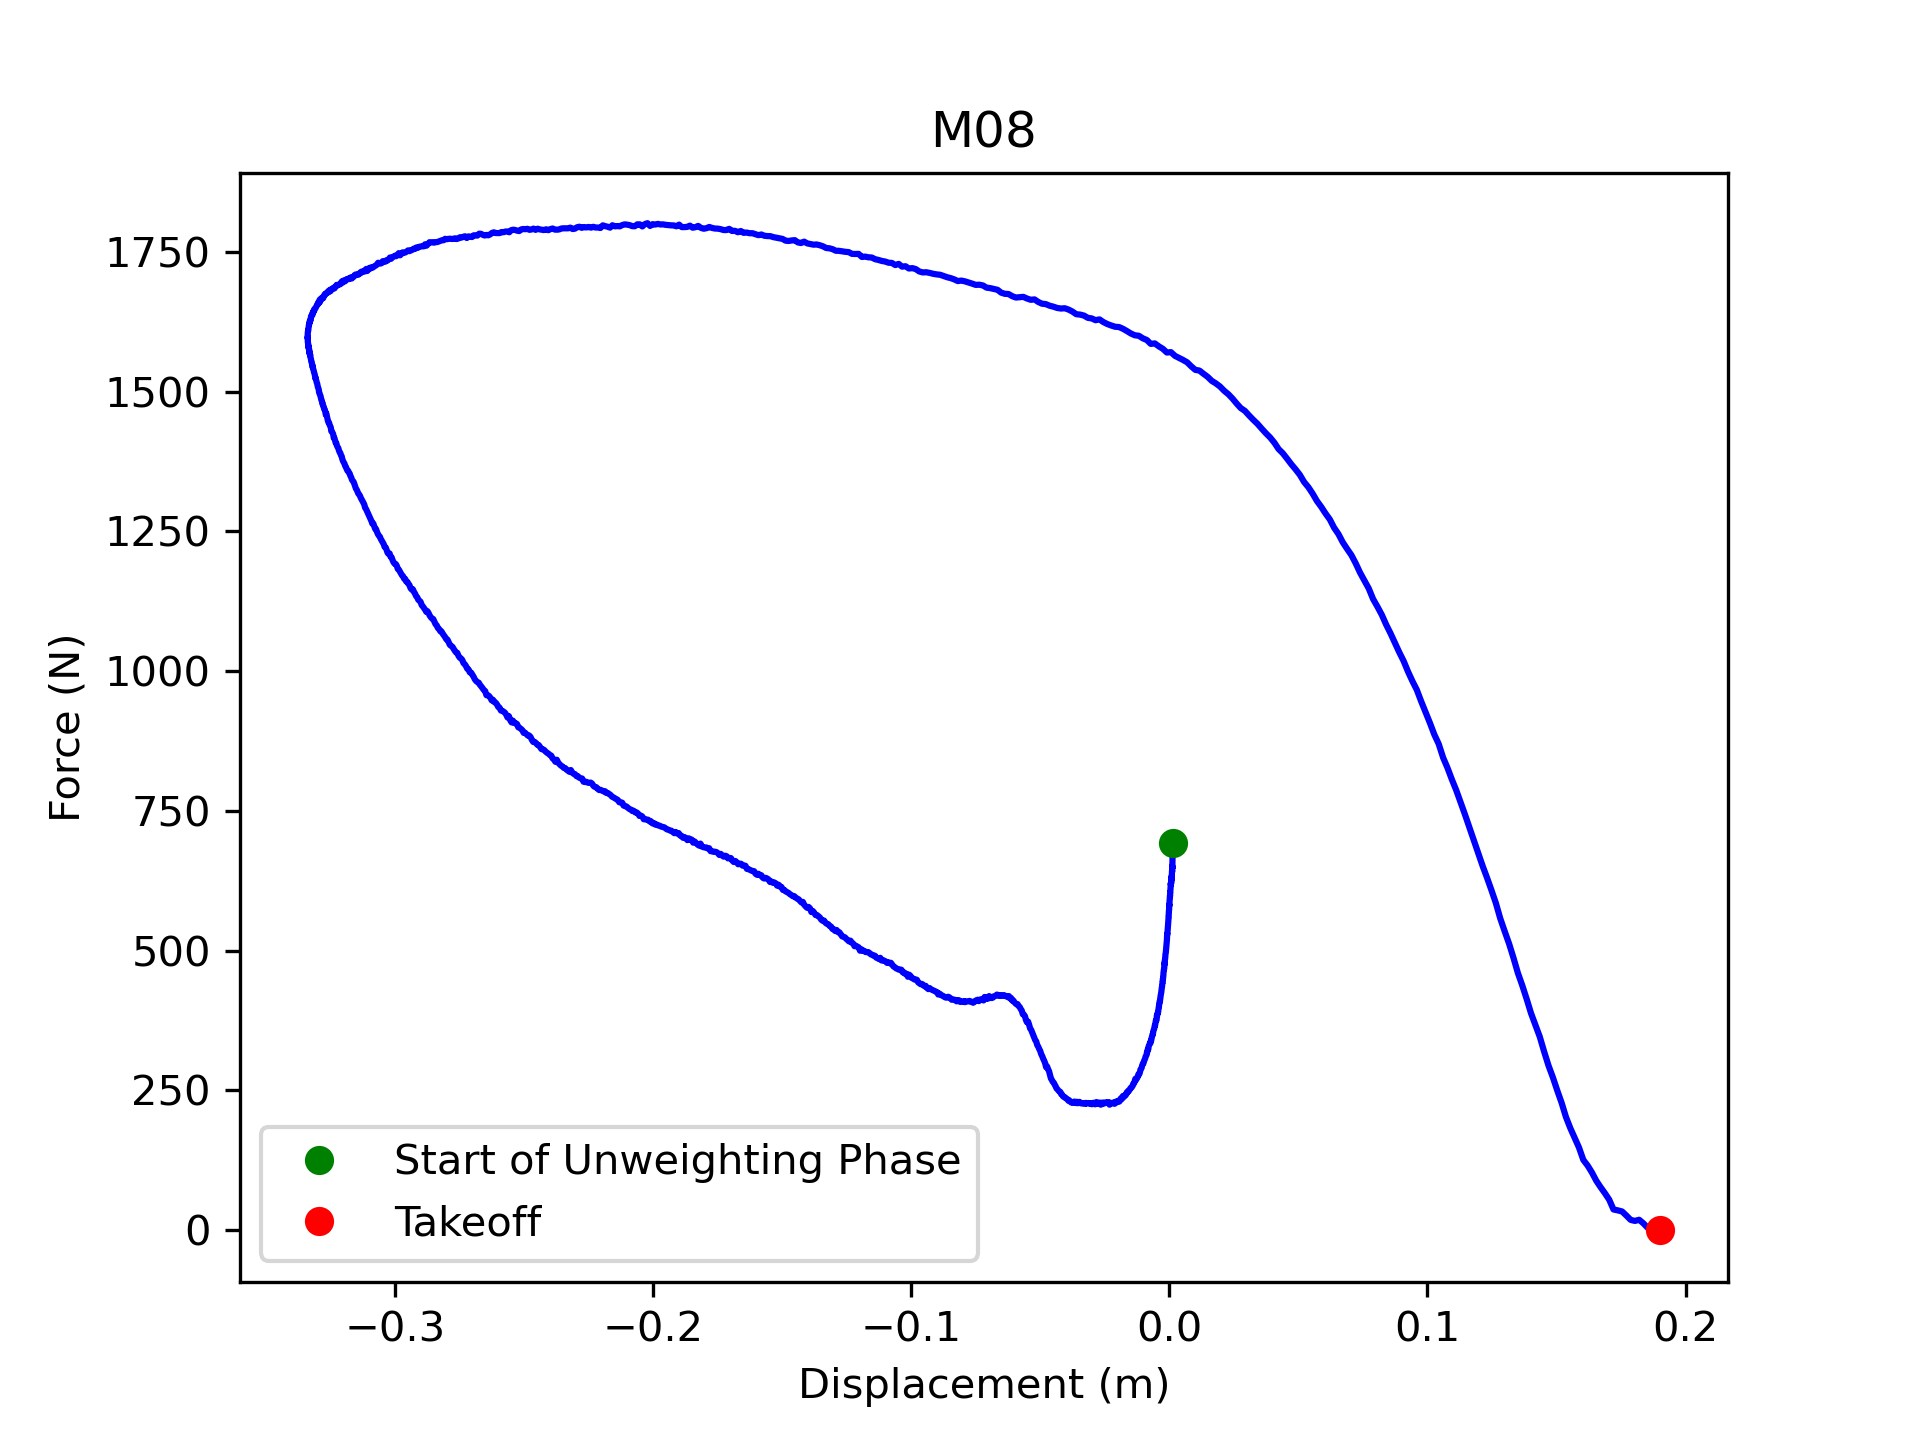 M08
1750
1500
1250
1000
750
500
250
0
Force (N)
Start of Unweighting Phase
Takeoff
−0.3 −0.2 −0.1 0.0 0.1 0.2
Displacement (m)